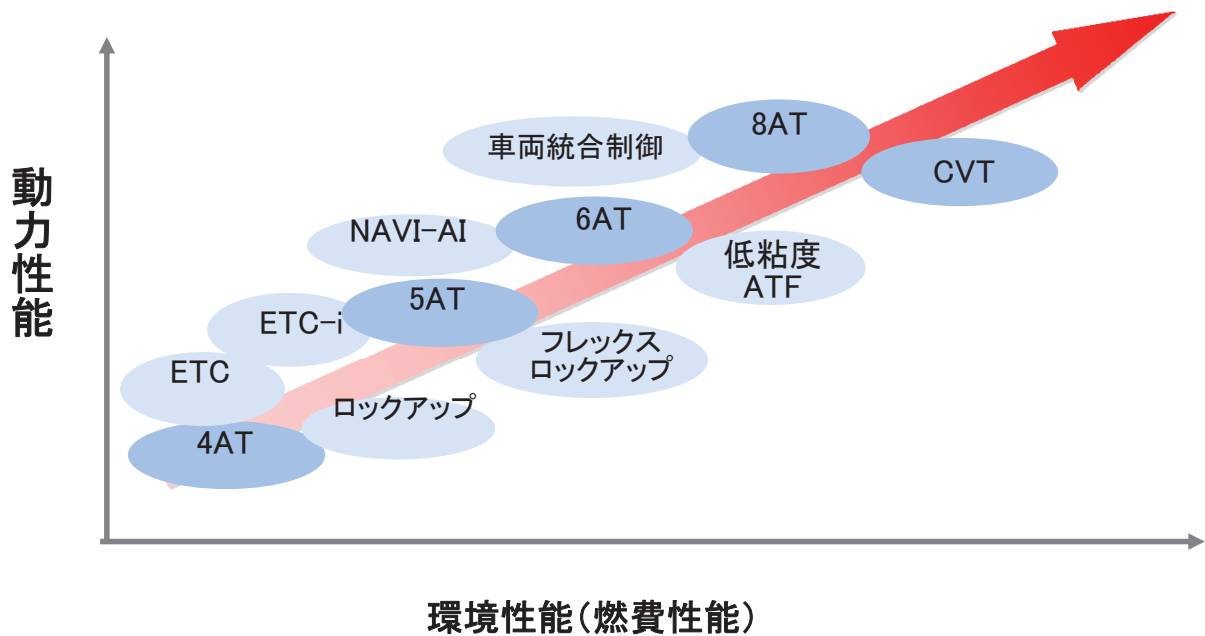 動力性能
8AT
車両統合制御
CVT
6AT
NAVI-AI
低粘度
ATF
5AT
ETC-i
フレックス
ロックアップ
ETC
ロックアップ
4AT
環境性能(燃費性能)